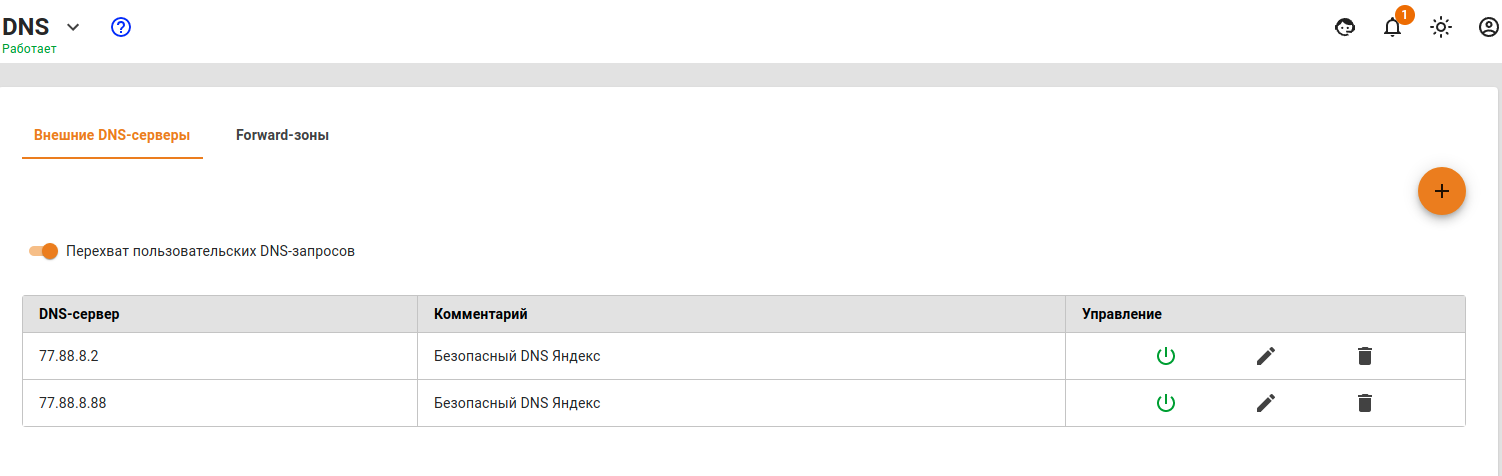 DNS
1
Работает
Внешние DNS-серверы Forward-зоны
Перехват пользовательских DNS-запросов
DNS-сервер Комментарий Управление
77.88.8.2 Безопасный DNS Яндекс
77.88.8.88 Безопасный DNS Яндекс